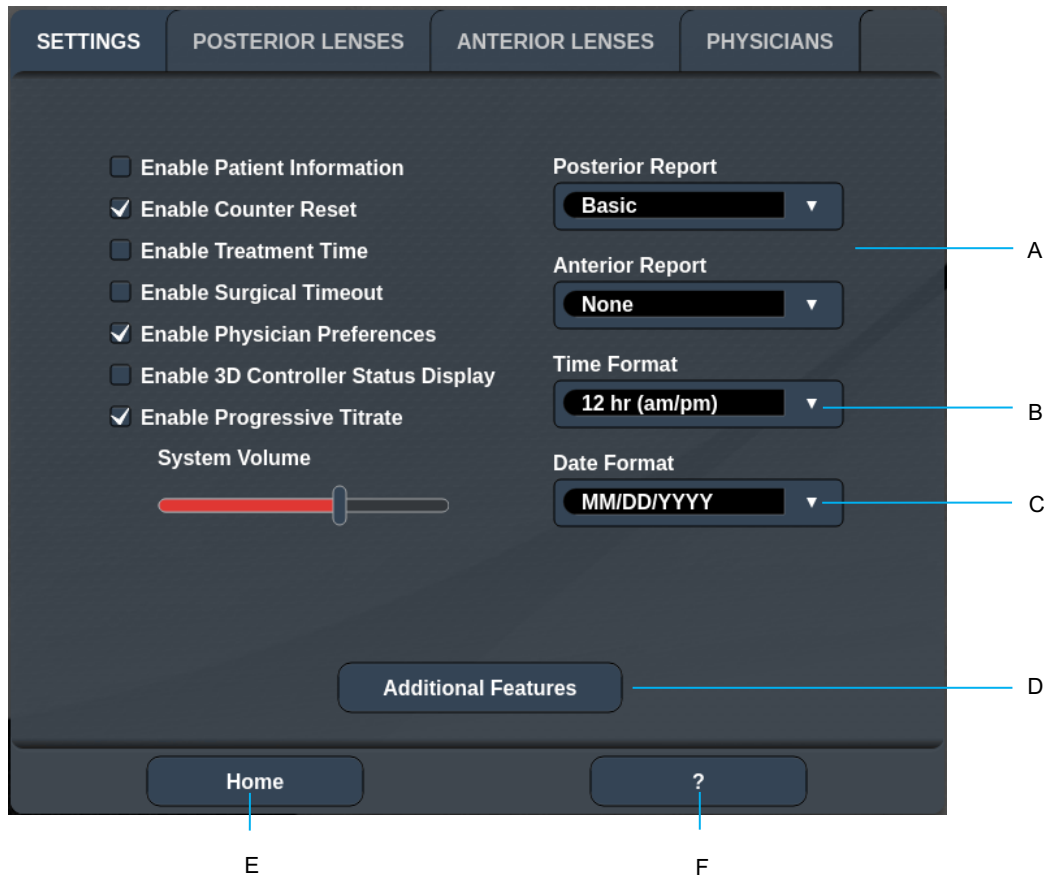 SETTINGS POSTERIOR LENSES ANTERIOR LENSES PHYSICIANS
Enable Patient Information
Enable Counter Reset
Enable Treatment Time
Enable Surgical Timeout
Enable Physician Preferences
Enable 3D Controller Status Display
Enable Progressive Titrate
System Volume
Posterior Report
Basic
Anterior Report
None
Time Format
12 hr (am/pm)
Date Format
MM/DD/YYYY
A
B
C
Additional Features
D
Home
?
E
F